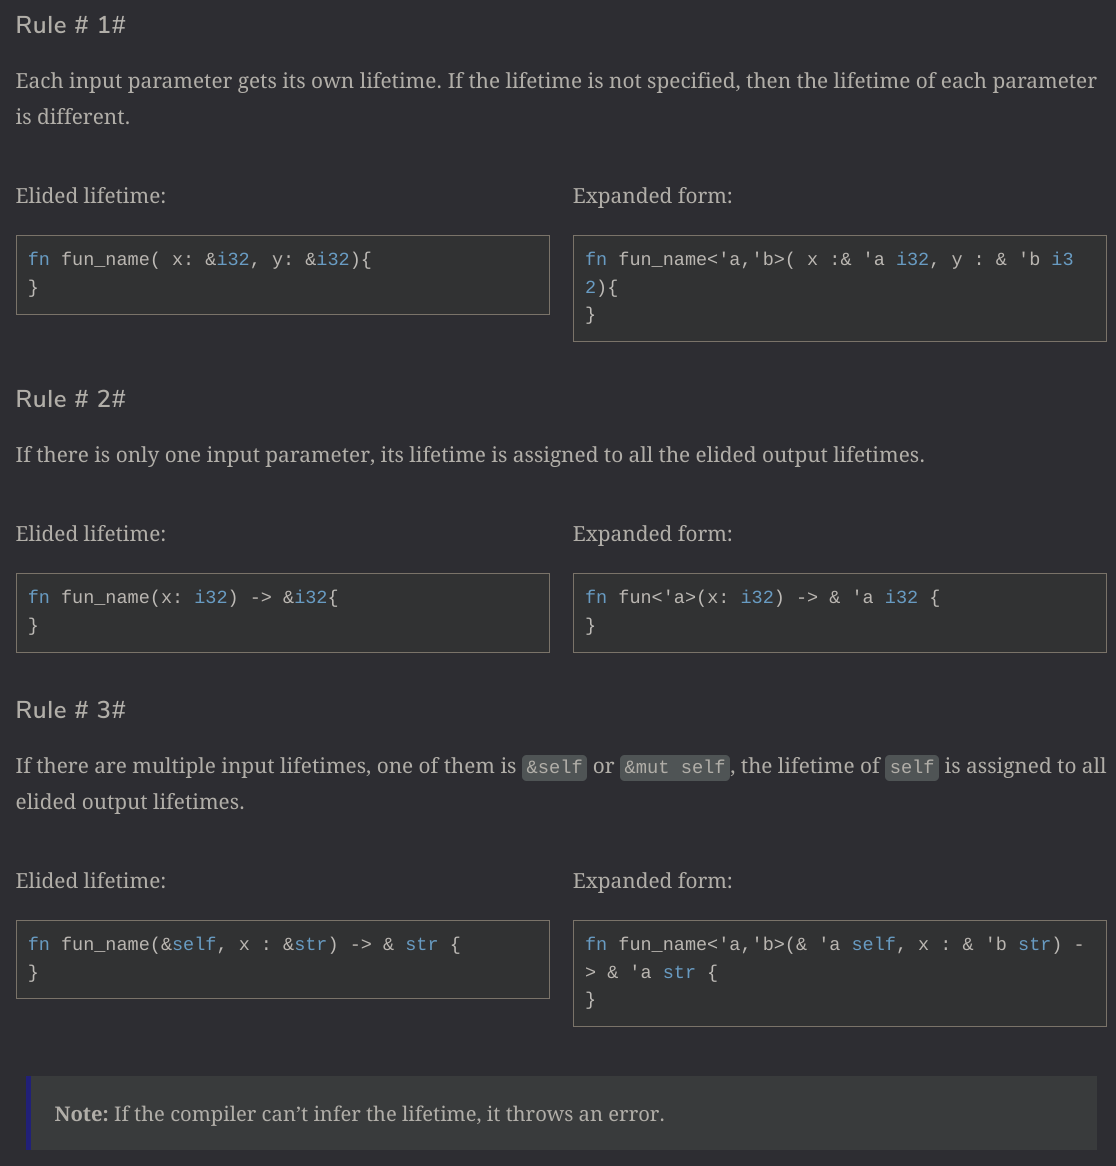 Rule # 1#
Each input parameter gets its own lifetime. If the lifetime is not specified, then the lifetime of each parameter
is different.
Elided lifetime:
fn fun_name( x: &i32, y: &i32){
}
Expanded form:
fn fun_name<'a,'b>( x :& 'a i32, y : & 'b i3
2){
}
Rule # 2#
If there is only one input parameter, its lifetime is assigned to all the elided output lifetimes.
Elided lifetime:
fn fun_name(x: i32) -> &i32{
}
Expanded form:
fn fun<'a>(x: i32) -> & 'a i32 {
}
Rule # 3#
If there are multiple input lifetimes, one of them is &self or &mut self, the lifetime of self is assigned to all
elided output lifetimes.
Elided lifetime:
fn fun_name(&self, x : &str) -> & str {
}
Expanded form:
fn fun_name<'a,'b>(& 'a self, x : & 'b str) -
> & 'a str {
}
Note: If the compiler can’t infer the lifetime, it throws an error.